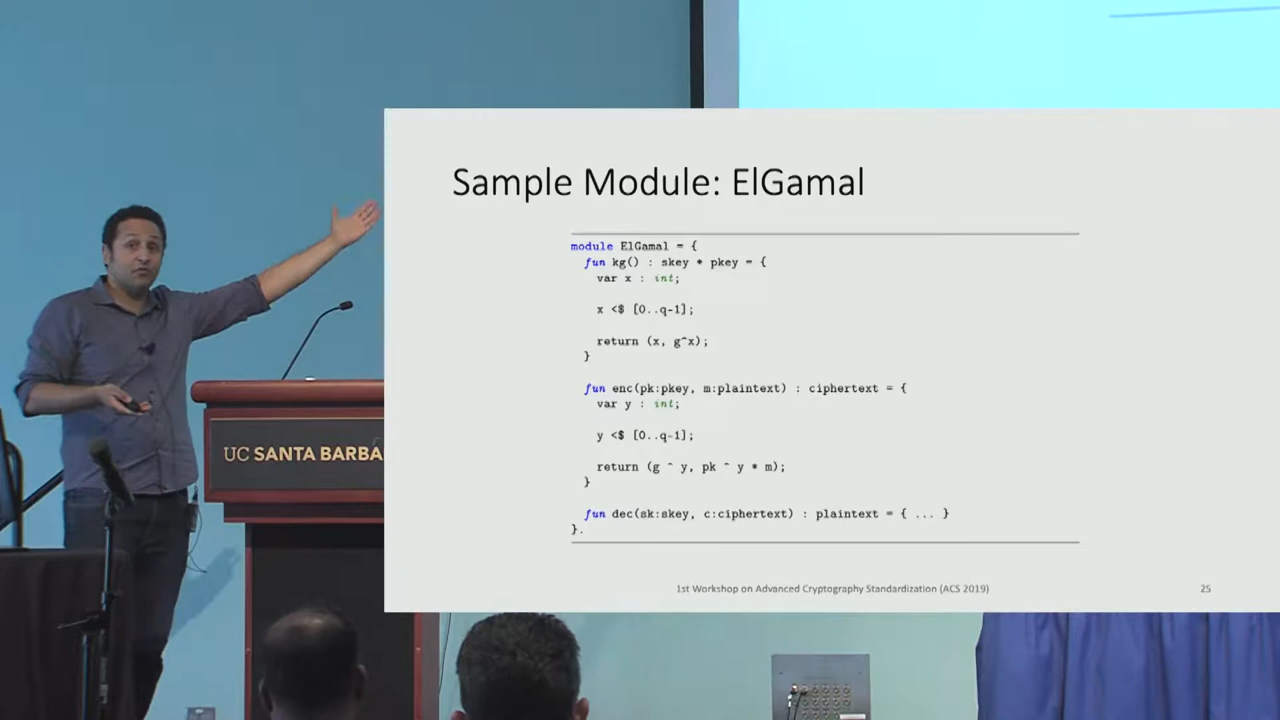 Sample Module: ElGamal
module ElGamal = {
fun kg() : skey * pkey = {
var x : int;
x <$ [0..q-1];
return (x, g^x);
}
fun enc(pk:pkey, m:plaintext) : ciphertext = {
var y : int;
y <$ [0..q-1];
return (g ^ y, pk ^ y * m);
}
fun dec(sk:skey, c:ciphertext) : plaintext = { ... }
}.
UC SANTA BARBA
1st Workshop on Advanced Cryptography Standardization (ACS 2019)
25